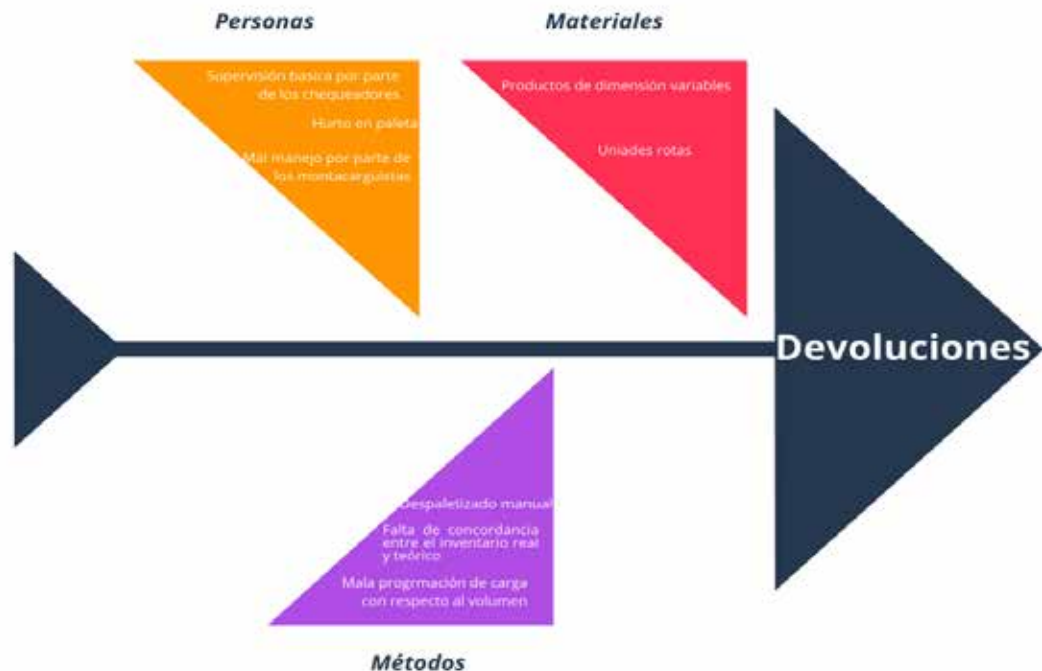 Personas
Materiales
Supervisión basica por parte
de los chequeadores
Hurto en paleta
Mal manejo por parte de
los montacarguistas
Productos de dimensión variables
Uniades rotas
Devoluciones
Despaletizado manual
Falta de concordancia
entre el inventario real
y teórico
Mala progrmación de carga
con respecto al volumen
Métodos